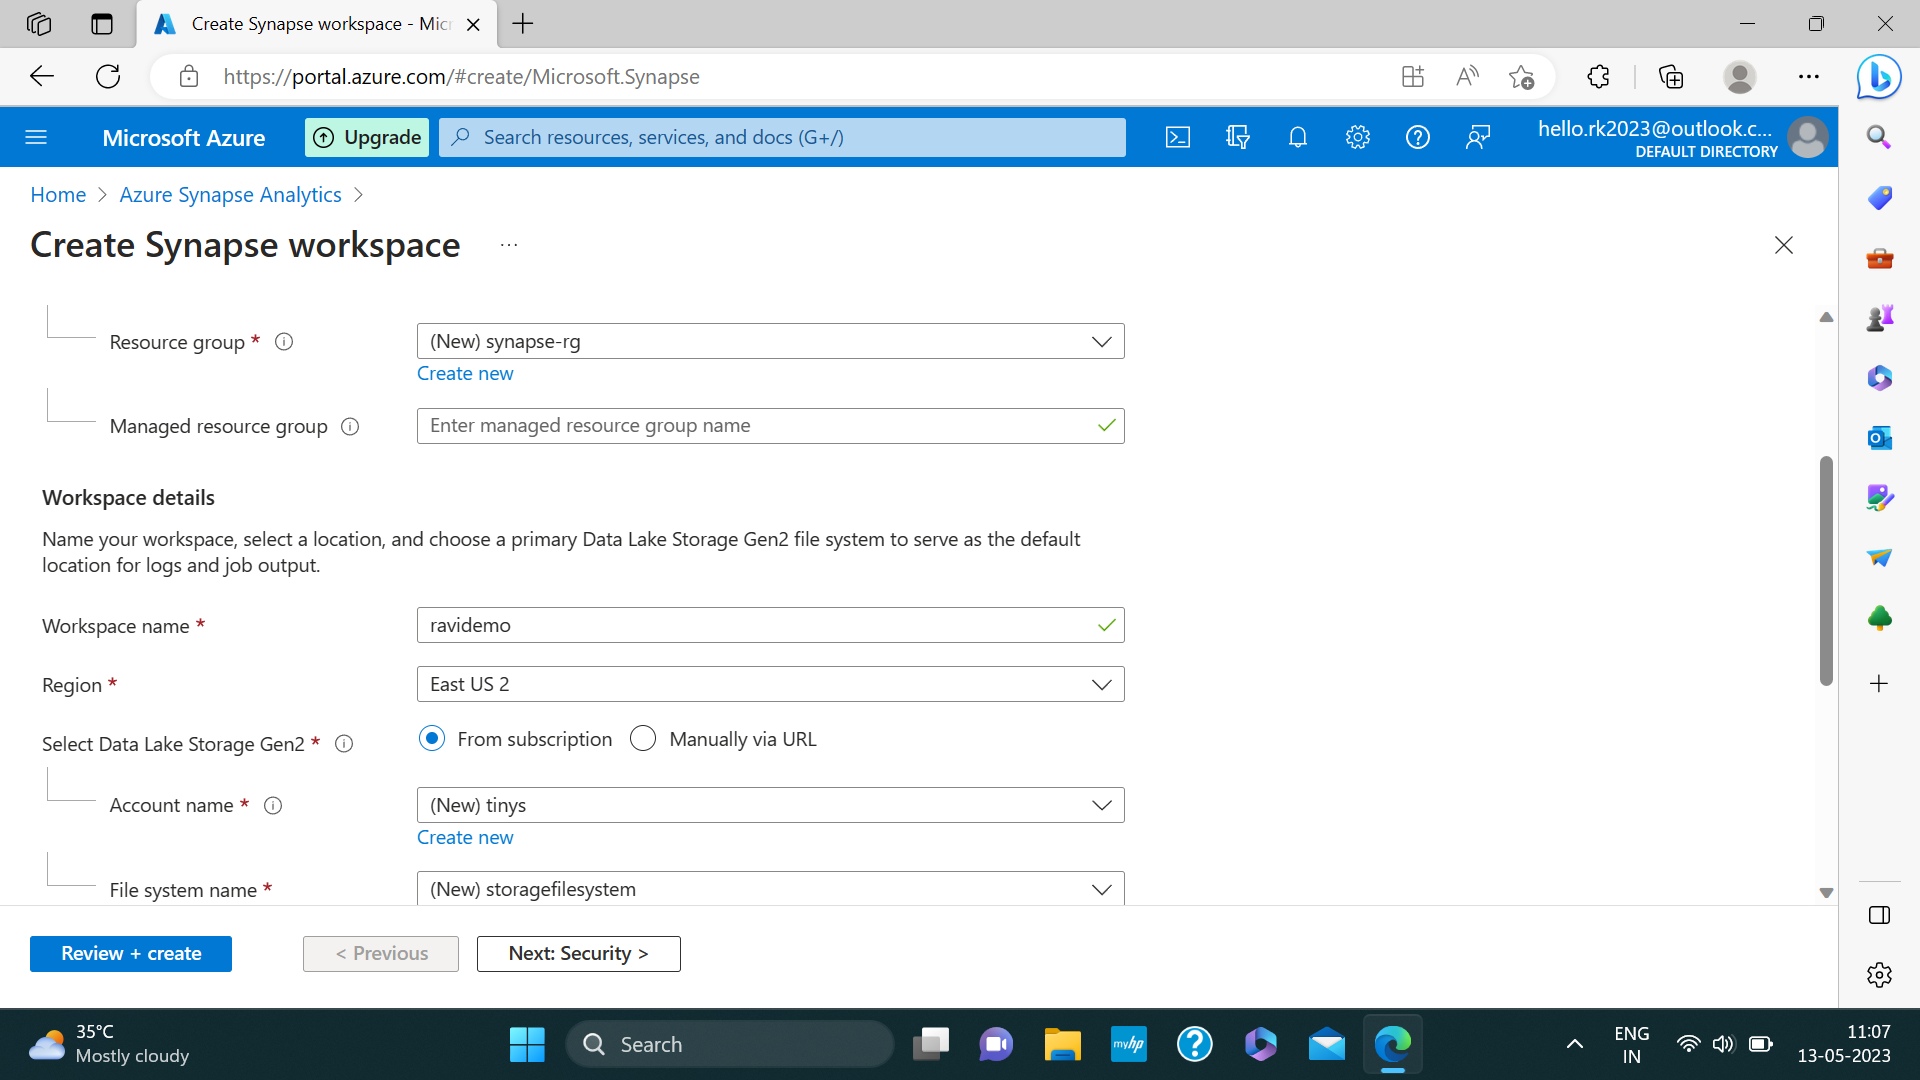 Create Synapse workspace - Micr
https://portal.azure.com/#create/Microsoft.Synapse
Microsoft Azure
Upgrade
Search resources, services, and docs (G+/)
hello.rk2023@outlook.c...
DEFAULT DIRECTORY
Home > Azure Synapse Analytics >
Create Synapse workspace ...
Resource group * (New) synapse-rg
Create new
Managed resource group Enter managed resource group name
Workspace details
Name your workspace, select a location, and choose a primary Data Lake Storage Gen2 file system to serve as the default
location for logs and job output.
Workspace name * ravidemo
Region * East US 2
Select Data Lake Storage Gen2 * From subscription Manually via URL
Account name * (New) tinys
Create new
File system name * (New) storagefilesystem
Review + create
< Previous
Next: Security >
35°C
Mostly cloudy
Search
myhp
ENG
IN
11:07
13-05-2023